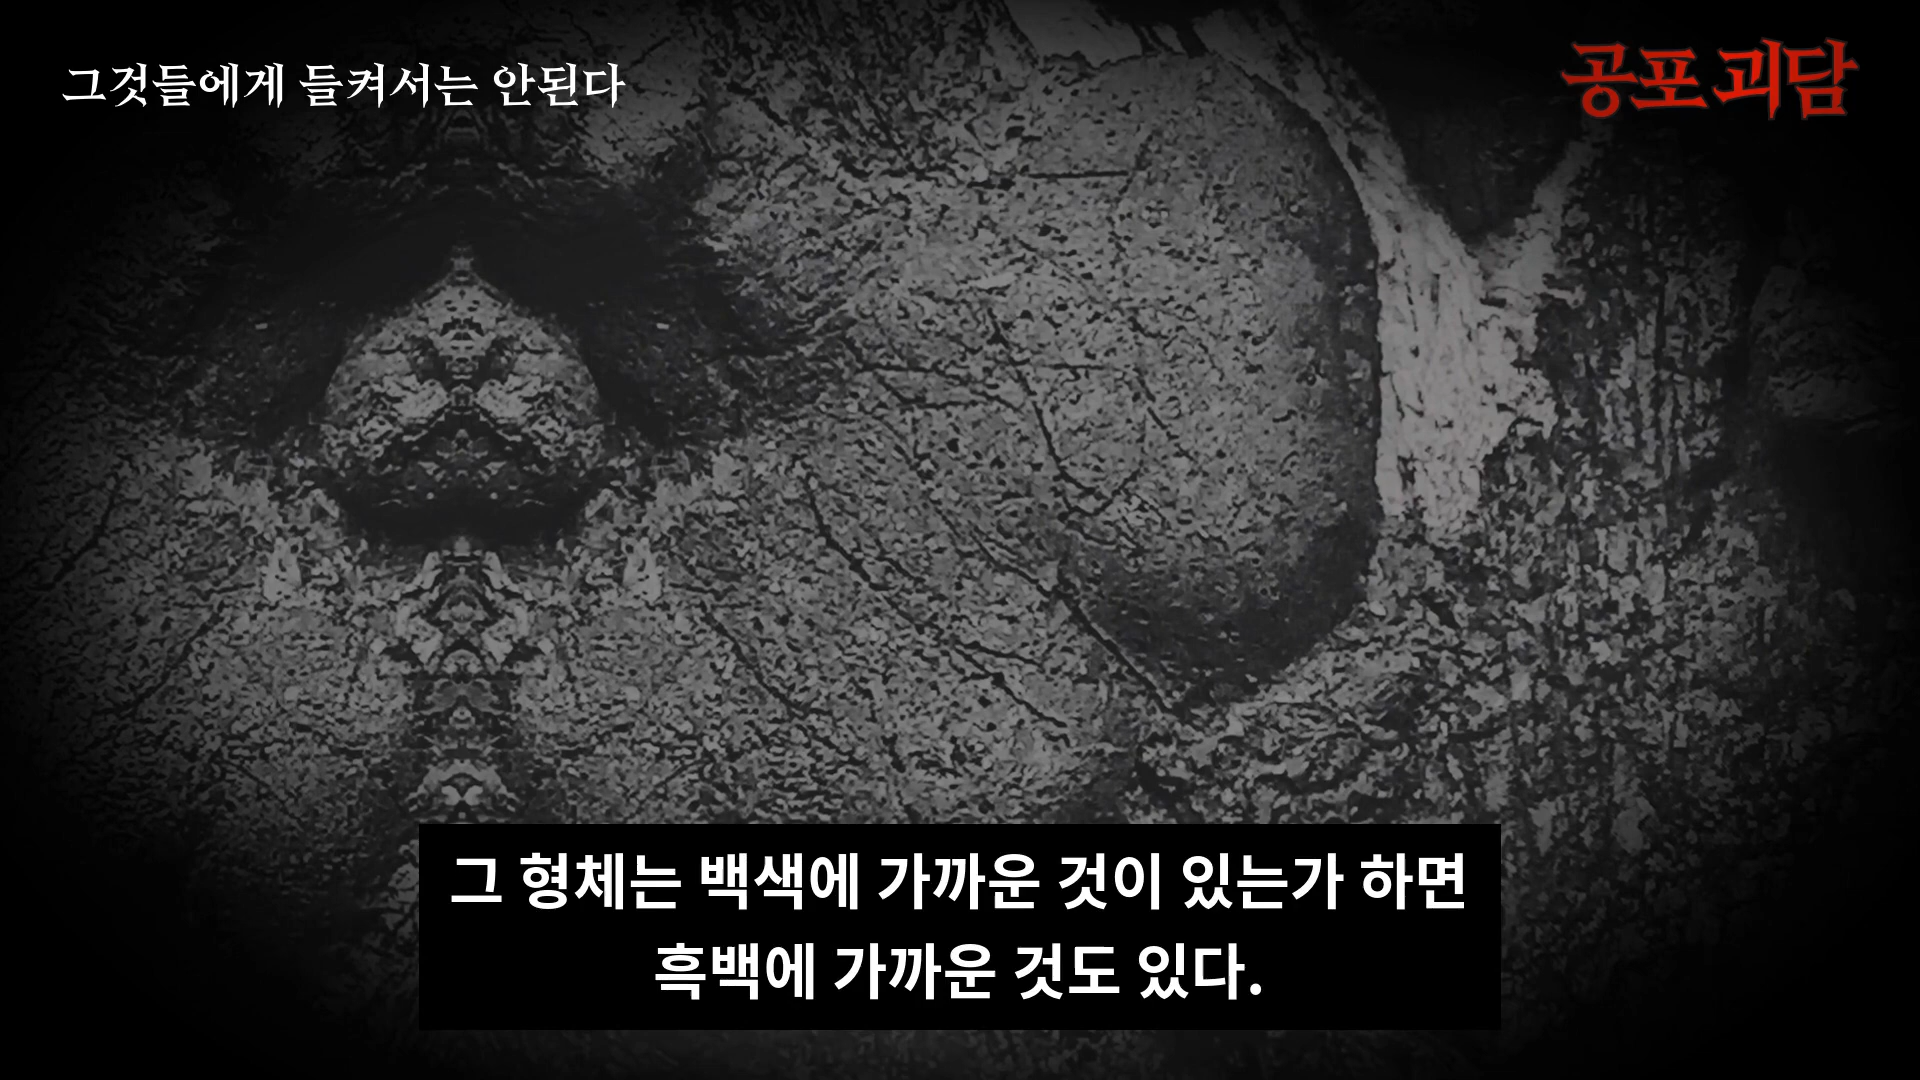 그것들에게 들켜서는 안된다
공포 괴담
그 형체는 백색에 가까운 것이 있는가 하면
흑백에 가까운 것도 있다.